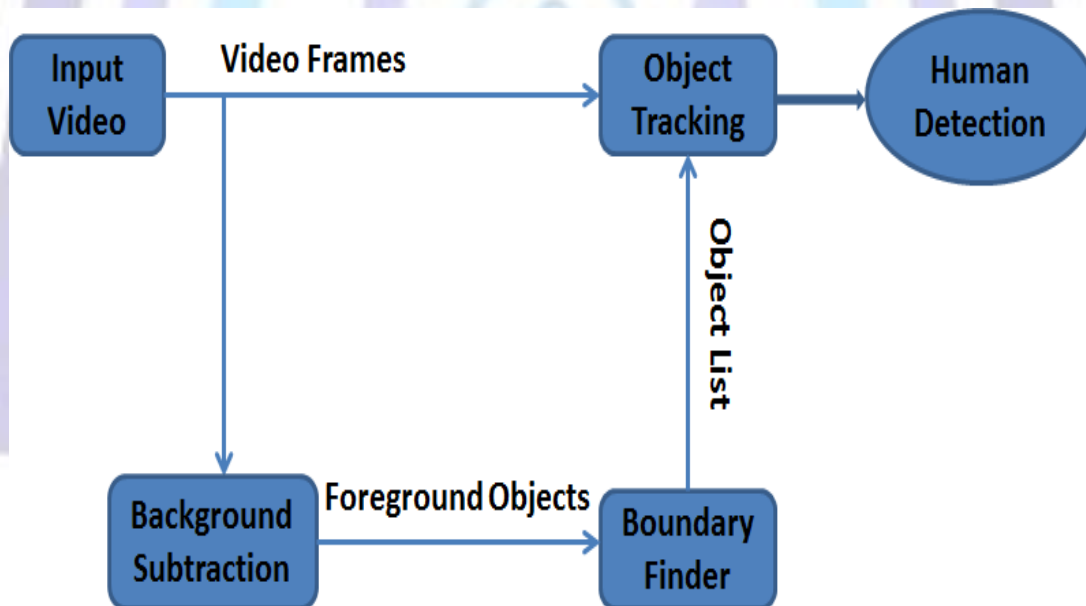 Input
Video
Video Frames
Object
Tracking
Human
Detection
Object List
Background
Subtraction
Foreground Objects
Boundary
Finder